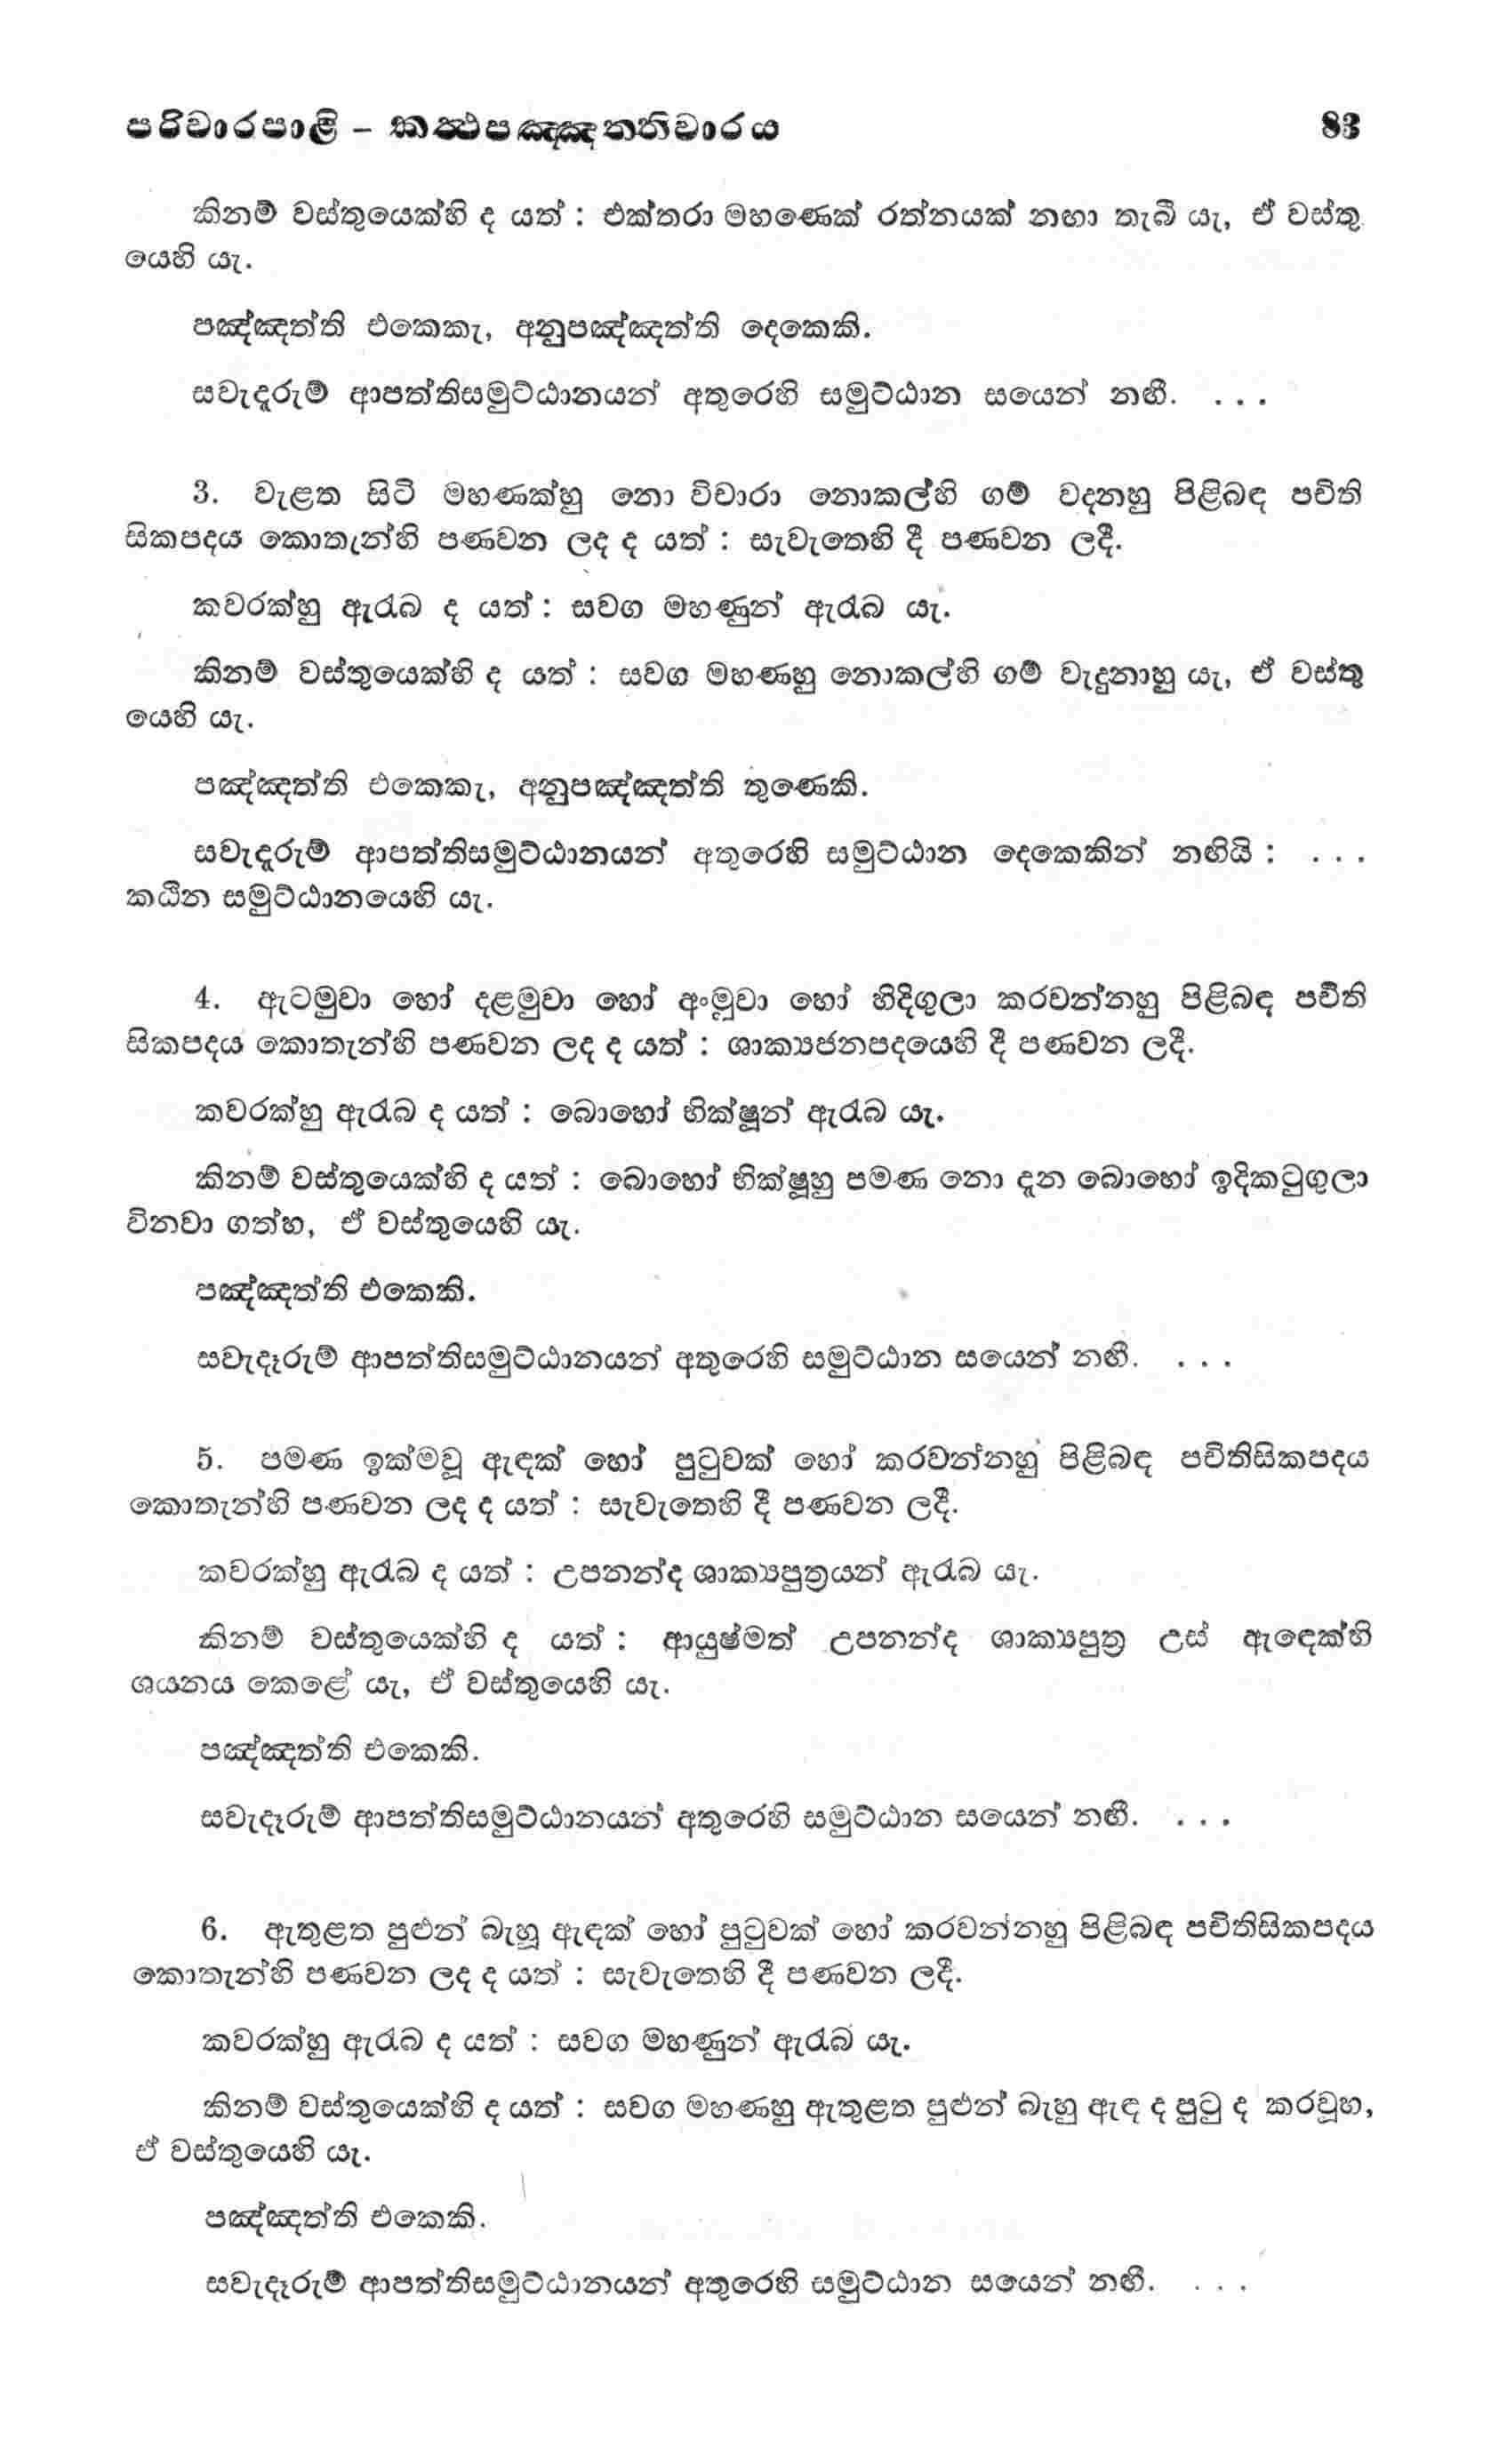 පරිවාරපාළි – කත්‍ථපඤ්ඤත්තිවාරය 83
කිනම් වස්තුයෙක්හි ද යත් : එක්තරා මහණෙක් රත්නයක් නඟා තැබී යැ, ඒ වස්තු
යෙහි යැ.
පඤ්ඤත්ති එකෙකැ, අනුපඤ්ඤත්ති දෙකෙකි.
සවැදෑරුම් ආපත්තිසමුට්ඨානයන් අතුරෙහි සමුට්ඨාන සයෙන් නඟී. . . .
3. වැළත සිටි මහණක්හු නො විචාරා නොකල්හි ගම් වදනහු පිළිබඳ පචිති
සිකපදය කොතැන්හි පණවන ලද ද යත් : සැවැතෙහි දී පණවන ලදී.
කවරක්හු ඇරැබ ද යත් : සවග මහණුන් ඇරැබ යැ.
කිනම් වස්තුයෙක්හි ද යත් : සවග මහණහු නොකල්හි ගම් වැදුනාහු යැ, ඒ වස්තු
යෙහි යැ.
පඤ්ඤත්ති එකෙකැ, අනුපඤ්ඤත්ති තුණෙකි.
සවැදෑරුම් ආපත්තිසමුට්ඨානයන් අතුරෙහි සමුට්ඨාන දෙකෙකින් නඟියි : . . .
කඨින සමුට්ඨානයෙහි යැ.
4. ඇටමුවා හෝ දළමුවා හෝ අංමුවා හෝ හිදිගුලා කරවන්නහු පිළිබඳ පචිති
සිකපදය කොතැන්හි පණවන ලද ද යත් : ශාක්‍යජනපදයෙහි දී පණවන ලදී.
කවරක්හු ඇරැබ ද යත් : බොහෝ භික්ෂූන් ඇරැබ යැ.
කිනම් වස්තුයෙක්හි ද යත් : බොහෝ භික්ෂූහු පමණ නො දැන බොහෝ ඉදිකටුගුලා
විනවා ගත්හ, ඒ වස්තුයෙහි යැ.
පඤ්ඤත්ති එකෙකි.
සවැදෑරුම් ආපත්තිසමුට්ඨානයන් අතුරෙහි සමුට්ඨාන සයෙන් නඟී. . . .
5. පමණ ඉක්මවූ ඇඳක් හෝ පුටුවක් හෝ කරවන්නහු පිළිබඳ පචිතිසිකපදය
කොතැන්හි පණවන ලද ද යත් : සැවැතෙහි දී පණවන ලදී.
කවරක්හු ඇරැබ ද යත් : උපනන්ද ශාක්‍යපුත්‍රයන් ඇරැබ යැ.
කිනම් වස්තුයෙක්හි ද යත් : ආයුෂ්මත් උපනන්ද ශාක්‍යපුත්‍ර උස් ඇඳෙක්හි
ශයනය කෙළේ යැ, ඒ වස්තුයෙහි යැ.
පඤ්ඤත්ති එකෙකි.
සවැදෑරුම් ආපත්තිසමුට්ඨානයන් අතුරෙහි සමුට්ඨාන සයෙන් නඟී. . . .
6. ඇතුළත පුළුන් බැහූ ඇඳක් හෝ පුටුවක් හෝ කරවන්නහු පිළිබඳ පචිතිසිකපදය
කොතැන්හි පණවන ලද ද යත් : සැවැතෙහි දී පණවන ලදී.
කවරක්හු ඇරැබ ද යත් : සවග මහණුන් ඇරැබ යැ.
කිනම් වස්තුයෙක්හි ද යත් : සවග මහණහු ඇතුළත පුළුන් බැහු ඇඳ ද පුටු ද කරවූහ,
ඒ වස්තුයෙහි යැ.
පඤ්ඤත්ති එකෙකි.
සවැදෑරුම් ආපත්තිසමුට්ඨානයන් අතුරෙහි සමුට්ඨාන සයෙන් නඟී. . . .